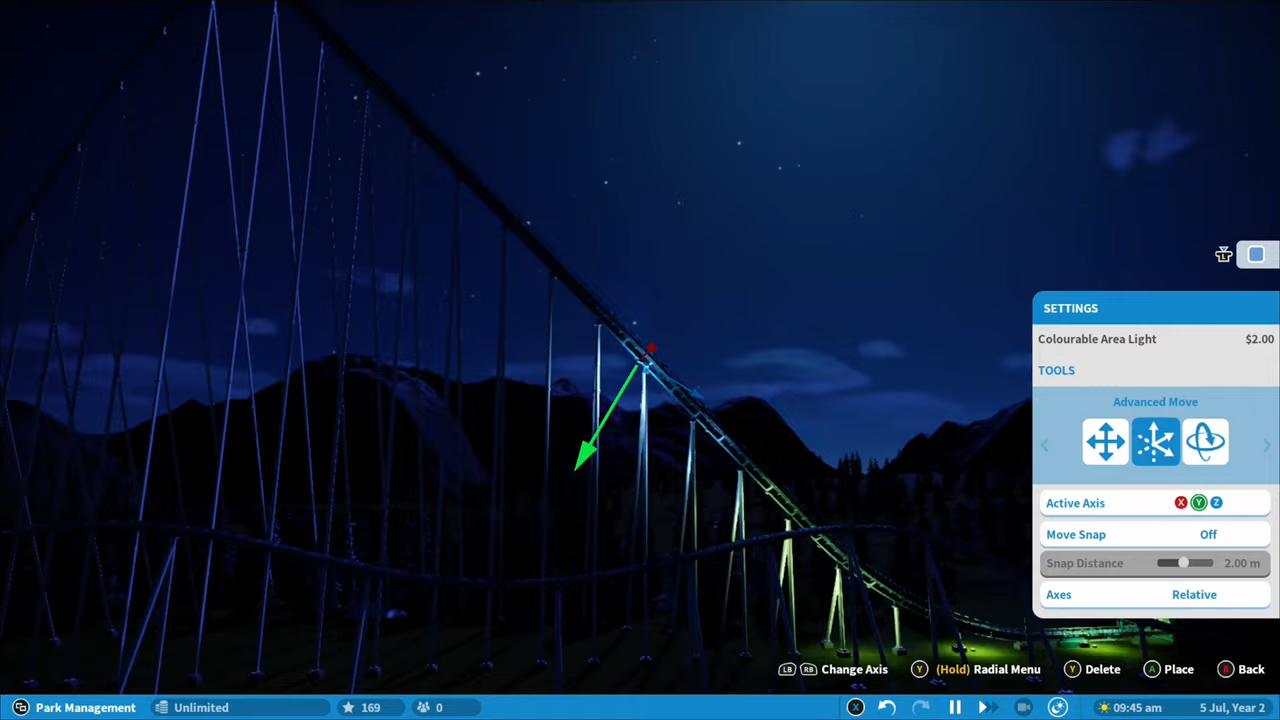 SETTINGS
Colourable Area Light $2.00
TOOLS
Advanced Move
Active Axis X Y Z
Move Snap Off
Snap Distance 2.00 m
Axes Relative
LB RB Change Axis Y (Hold) Radial Menu Y Delete A Place B Back
Park Management Unlimited 169 0 X 09:45 am 5 Jul, Year 2